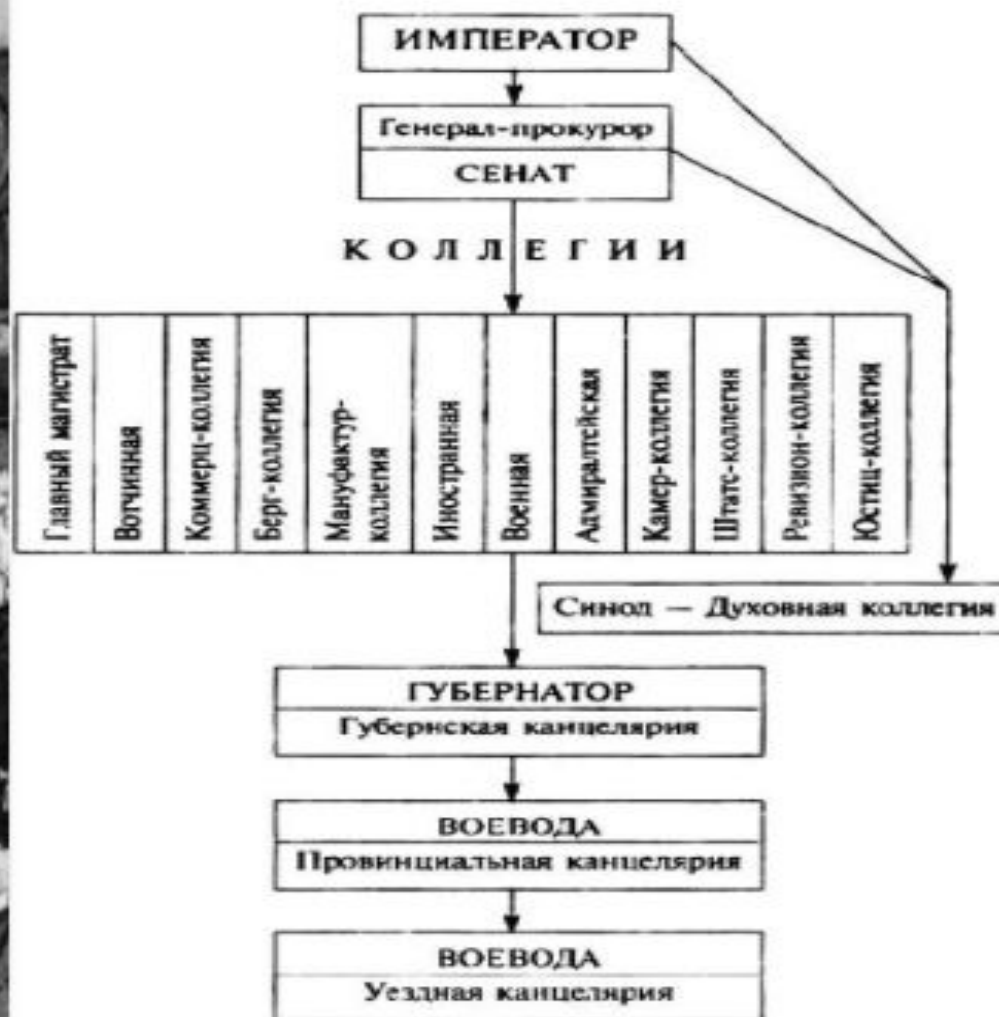 ИМПЕРАТОР
Генерал-прокурор
СЕНАТ
КОЛЛЕГИИ
Главный магистрат
Вотчинная
Коммерц-коллегия
Берг-коллегия
Мануфактур-
коллегия
Иностранная
Военная
Адмиралтейская
Камер-коллегия
Штатс-коллегия
Ревизион-коллегия
Юстиц-коллегия
Синод — Духовная коллегия
ГУБЕРНАТОР
Губернская канцелярия
ВОЕВОДА
Провинциальная канцелярия
ВОЕВОДА
Уездная канцелярия